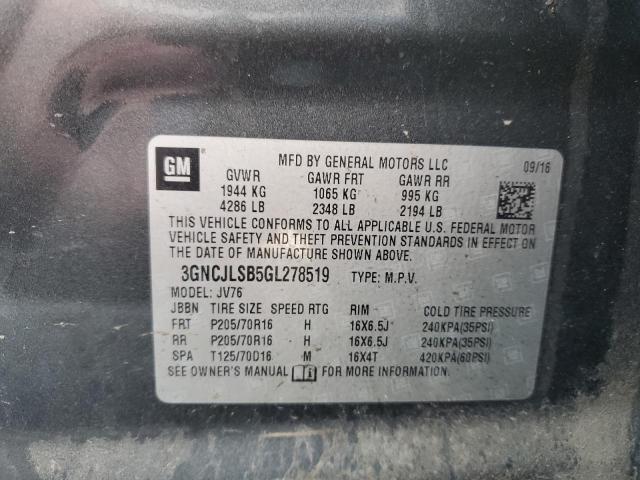 MFD BY GENERAL MOTORS LLC 09/16
GM
GVWR GAWR FRT GAWR RR
1944 KG 1065 KG 995 KG
4286 LB 2348 LB 2194 LB
THIS VEHICLE CONFORMS TO ALL APPLICABLE U.S. FEDERAL MOTOR
VEHICLE SAFETY AND THEFT PREVENTION STANDARDS IN EFFECT ON
THE DATE OF MANUFACTURE SHOWN ABOVE.
3GNCJLSB5GL278519 TYPE: M.P.V.
MODEL: JV76
JBBN TIRE SIZE SPEED RTG RIM COLD TIRE PRESSURE
FRT P205/70R16 H 16X6.5J 240KPA(35PSI)
RR P205/70R16 H 16X6.5J 240KPA(35PSI)
SPA T125/70D16 M 16X4T 420KPA(60PSI)
SEE OWNER'S MANUAL FOR MORE INFORMATION